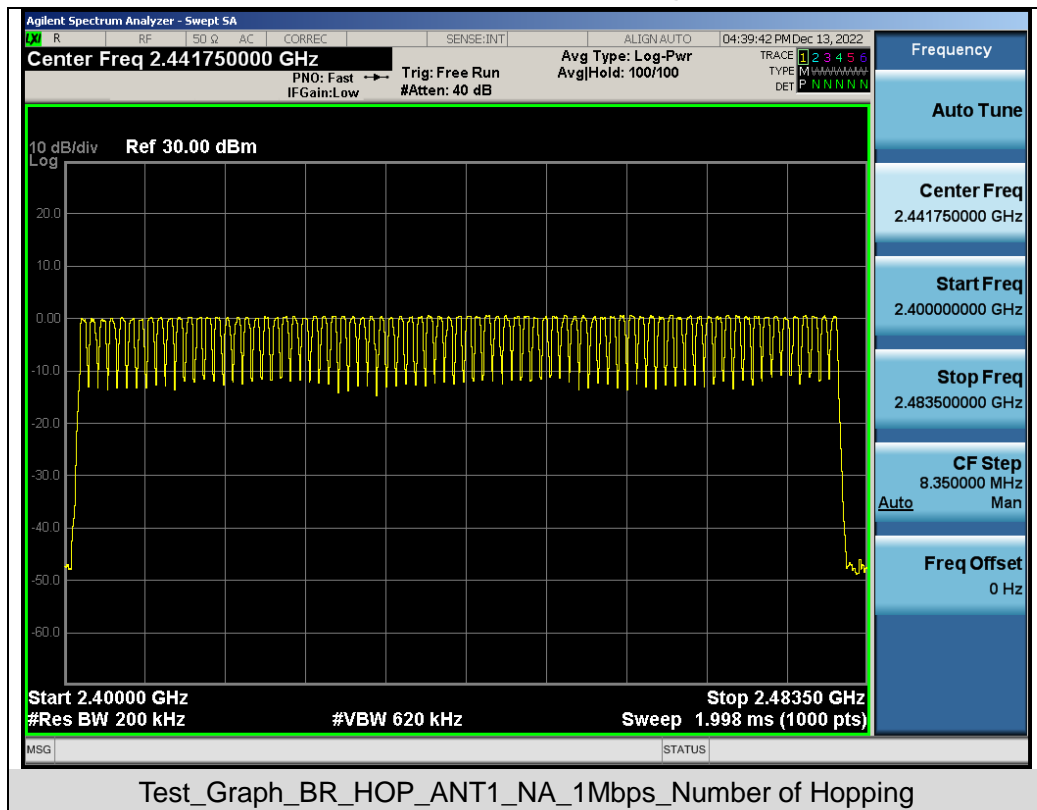 Agilent Spectrum Analyzer - Swept SA
LXI R RF 50 Ω AC CORREC SENSE:INT ALIGNAUTO 04:39:42 PM Dec 13, 2022
Center Freq 2.441750000 GHz
PNO: Fast
IFGain:Low
Trig: Free Run
#Atten: 40 dB
Avg Type: Log-Pwr
Avg|Hold: 100/100
TRACE 1 2 3 4 5 6
TYPE M
DET P N N N N N
10 dB/div Ref 30.00 dBm
Log
20.0
10.0
0.00
-10.0
-20.0
-30.0
-40.0
-50.0
-60.0
Start 2.40000 GHz Stop 2.48350 GHz
#Res BW 200 kHz #VBW 620 kHz Sweep 1.998 ms (1000 pts)
MSG STATUS
Frequency
Auto Tune
Center Freq
2.441750000 GHz
Start Freq
2.400000000 GHz
Stop Freq
2.483500000 GHz
CF Step
8.350000 MHz
Auto Man
Freq Offset
0 Hz
Test_Graph_BR_HOP_ANT1_NA_1Mbps_Number of Hopping